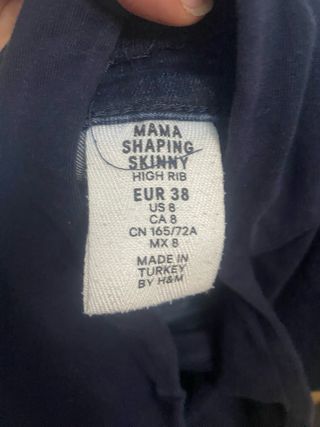 MAMA
SHAPING
SKINNY
HIGH RIB
EUR 38
US 8
CA 8
CN 165/72A
MX 8
MADE IN
TURKEY
BY H&M